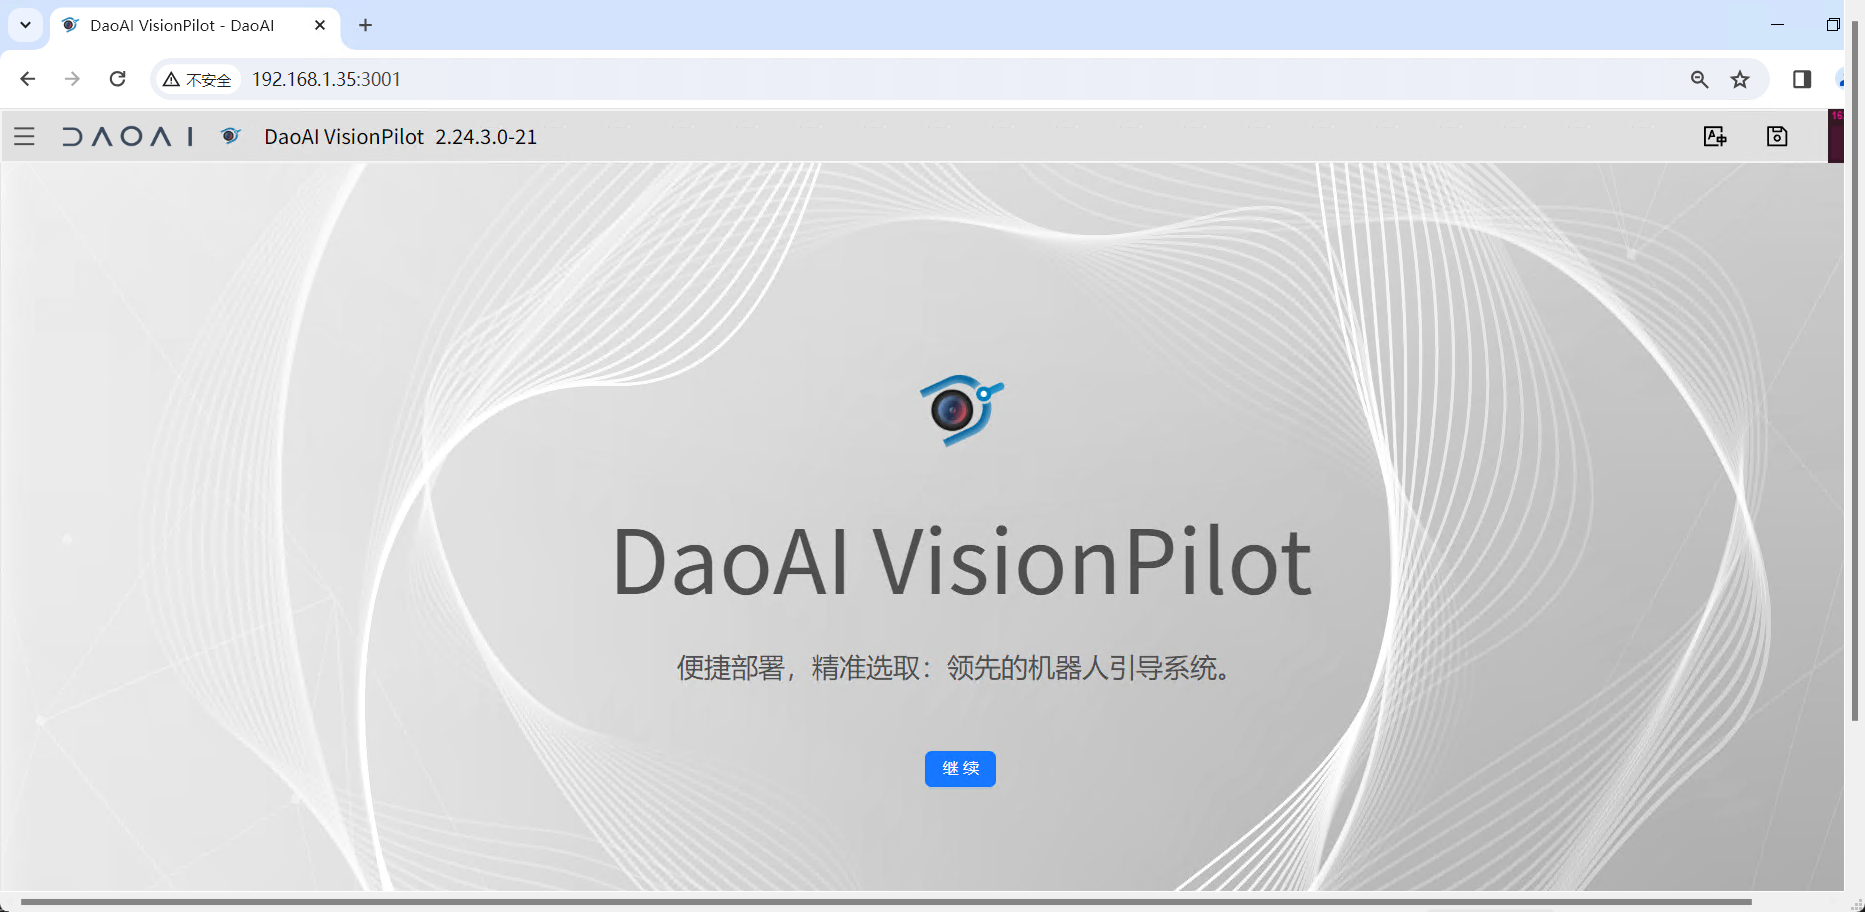 DaoAI VisionPilot - DaoAI
不安全 192.168.1.35:3001
DAOAI DaoAI VisionPilot 2.24.3.0-21
DaoAI VisionPilot
便捷部署，精准选取：领先的机器人引导系统。
继 续